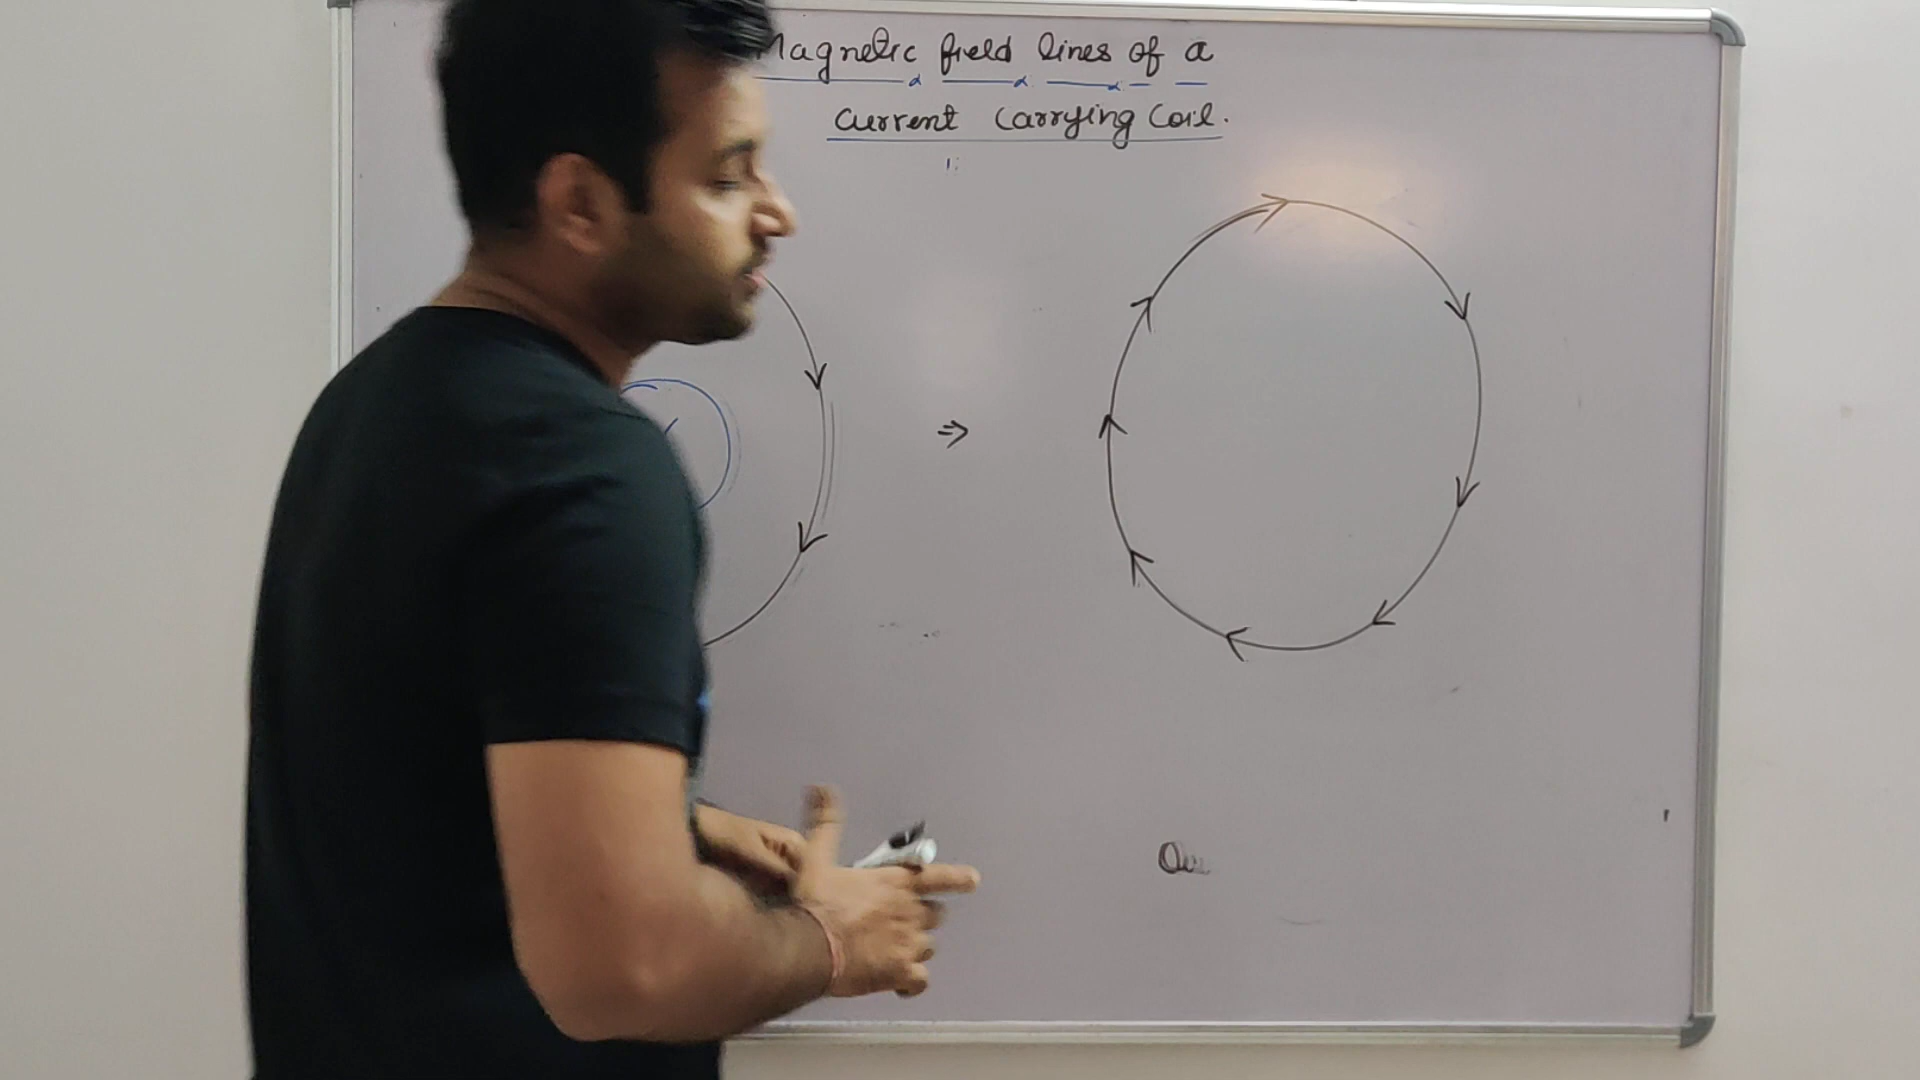 Magnetic field lines of a
Current Carrying Coil.
⇒